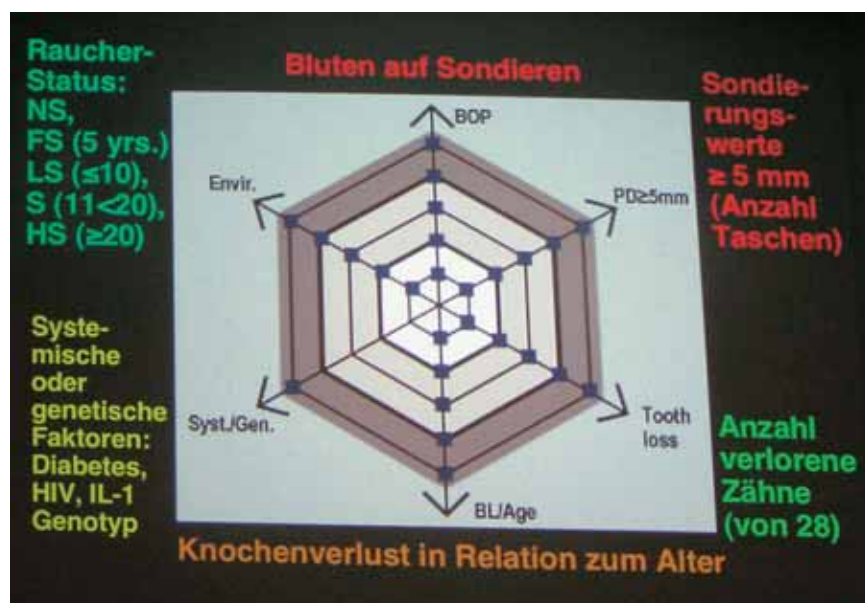 Raucher-
Status:
NS,
FS (5 yrs.)
LS (≤10),
S (11<20),
HS (≥20)
Bluten auf Sondieren
Sondie-
rungs-
werte
≥ 5 mm
(Anzahl
Taschen)
BOP
Envir.
PD≥5mm
Syst./Gen.
Tooth
loss
BL/Age
Syste-
mische
oder
genetische
Faktoren:
Diabetes,
HIV, IL-1
Genotyp
Anzahl
verlorene
Zähne
(von 28)
Knochenverlust in Relation zum Alter